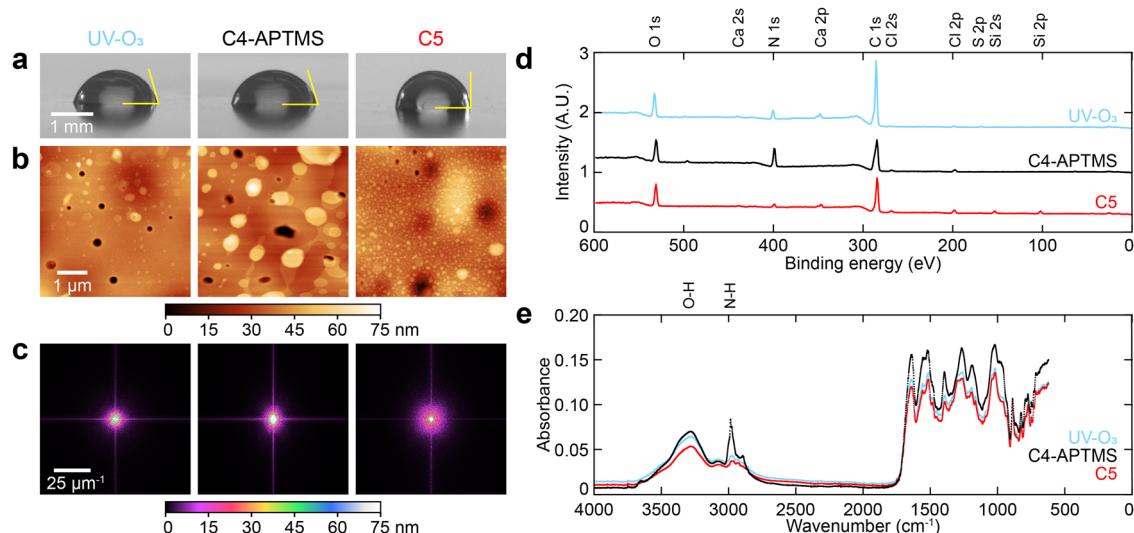 UV-O₃ C4-APTMS C5
a
1 mm
b
1 µm
0 15 30 45 60 75 nm
c
25 µm⁻¹
0 15 30 45 60 75 nm
d
O 1s Ca 2s N 1s Ca 2p C 1s Cl 2s Cl 2p S 2p Si 2s Si 2p
Intensity (A.U.)
3
2
1
0
UV-O₃
C4-APTMS
C5
600 500 400 300 200 100 0
Binding energy (eV)
e
O-H N-H
Absorbance
0.20
0.15
0.10
0.05
0
UV-O₃
C4-APTMS
C5
4000 3500 3000 2500 2000 1500 1000 500 0
Wavenumber (cm⁻¹)